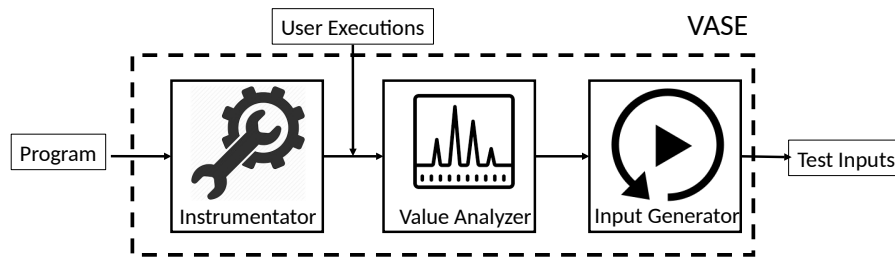 User Executions
VASE
Program
Instrumentator
Value Analyzer
Input Generator
Test Inputs